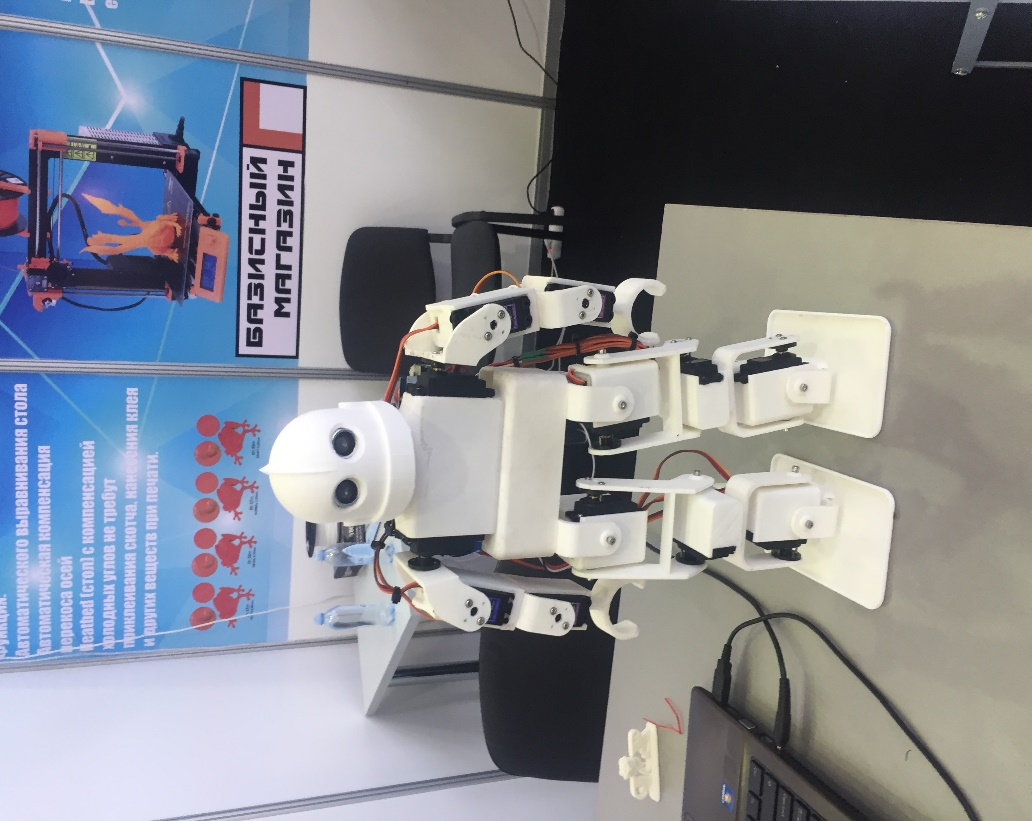 БАЗИСНЫЙ
МАГАЗИН
Автоматического выравнивания стола
Автоматическая компенсация
перекоса осей
Heatbed (стол) с компенсацией
холодных углов не требут
приклеивания скотча, нанесения клея
и других веществ при печати.